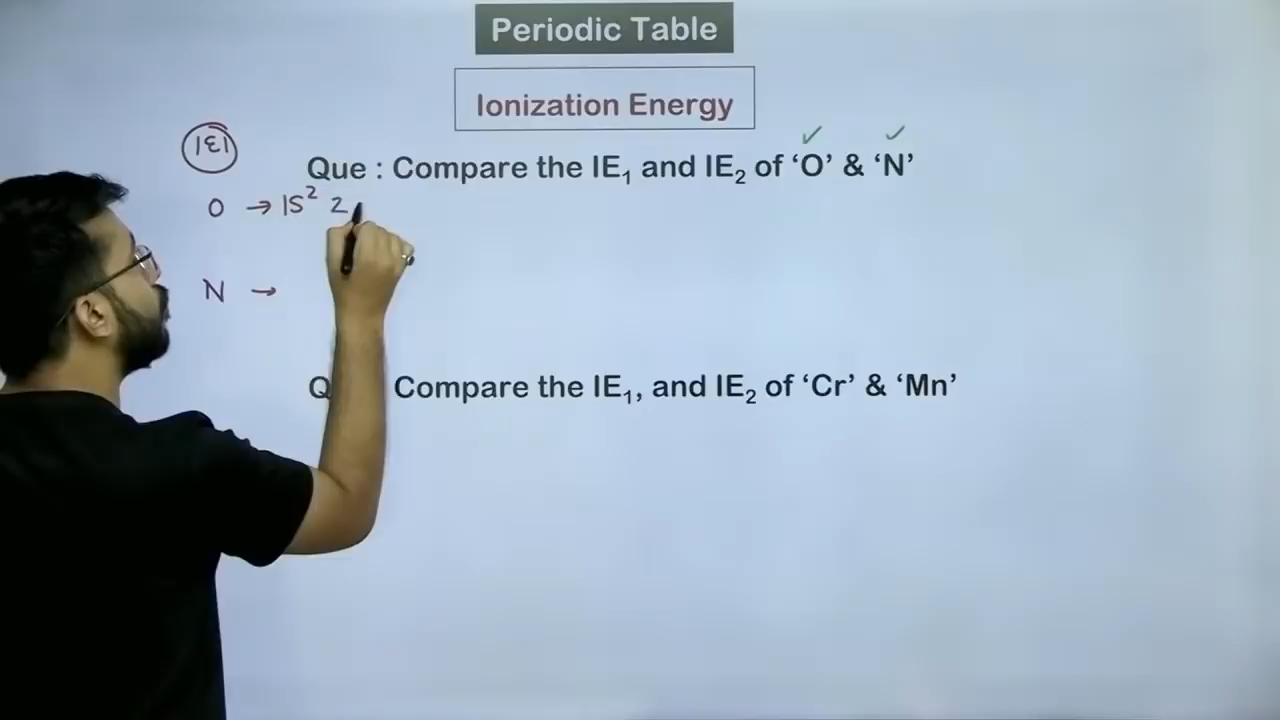 Periodic Table
Ionization Energy
IE1
Que : Compare the IE₁ and IE₂ of ‘O’ & ‘N’
O → 1S² 2
N →
Q Compare the IE₁, and IE₂ of ‘Cr’ & ‘Mn’